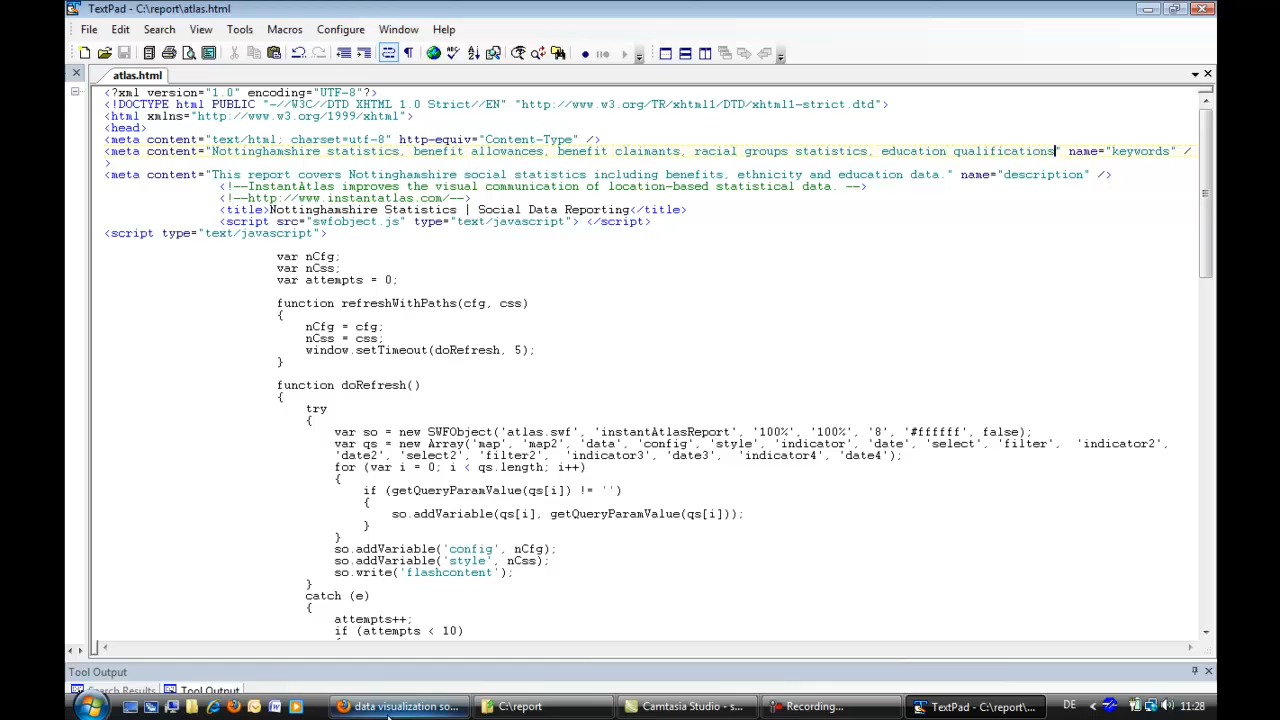 TextPad - C:\report\atlas.html
File Edit Search View Tools Macros Configure Window Help
atlas.html
<?xml version="1.0" encoding="UTF-8"?>
<!DOCTYPE html PUBLIC "-//W3C//DTD XHTML 1.0 Strict//EN" "http://www.w3.org/TR/xhtml1/DTD/xhtml1-strict.dtd">
<html xmlns="http://www.w3.org/1999/xhtml">
<head>
<meta content="text/html; charset=utf-8" http-equiv="Content-Type" />
<meta content="Nottinghamshire statistics, benefit allowances, benefit claimants, racial groups statistics, education qualifications" name="keywords" /
>
<meta content="This report covers Nottinghamshire social statistics including benefits, ethnicity and education data." name="description" />
<!--InstantAtlas improves the visual communication of location-based statistical data. -->
<!--http://www.instantatlas.com/-->
<title>Nottinghamshire Statistics | Social Data Reporting</title>
<script src="swfobject.js" type="text/javascript"> </script>
<script type="text/javascript">
var nCfg;
var nCss;
var attempts = 0;
function refreshWithPaths(cfg, css)
{
nCfg = cfg;
nCss = css;
window.setTimeout(doRefresh, 5);
}
function doRefresh()
{
try
{
var so = new SWFObject('atlas.swf', 'instantAtlasReport', '100%', '100%', '8', '#ffffff', false);
var qs = new Array('map', 'map2', 'data', 'config', 'style', 'indicator', 'date', 'select', 'filter', 'indicator2',
'date2', 'select2', 'filter2', 'indicator3', 'date3', 'indicator4', 'date4');
for (var i = 0; i < qs.length; i++)
{
if (getQueryParamValue(qs[i]) != '')
{
so.addVariable(qs[i], getQueryParamValue(qs[i]));
}
}
so.addVariable('config', nCfg);
so.addVariable('style', nCss);
so.write('flashcontent');
}
catch (e)
{
attempts++;
if (attempts < 10)
Tool Output
Search Results Tool Output
data visualization so... C:\report Camtasia Studio - s... Recording... TextPad - C:\report\... DE 11:28